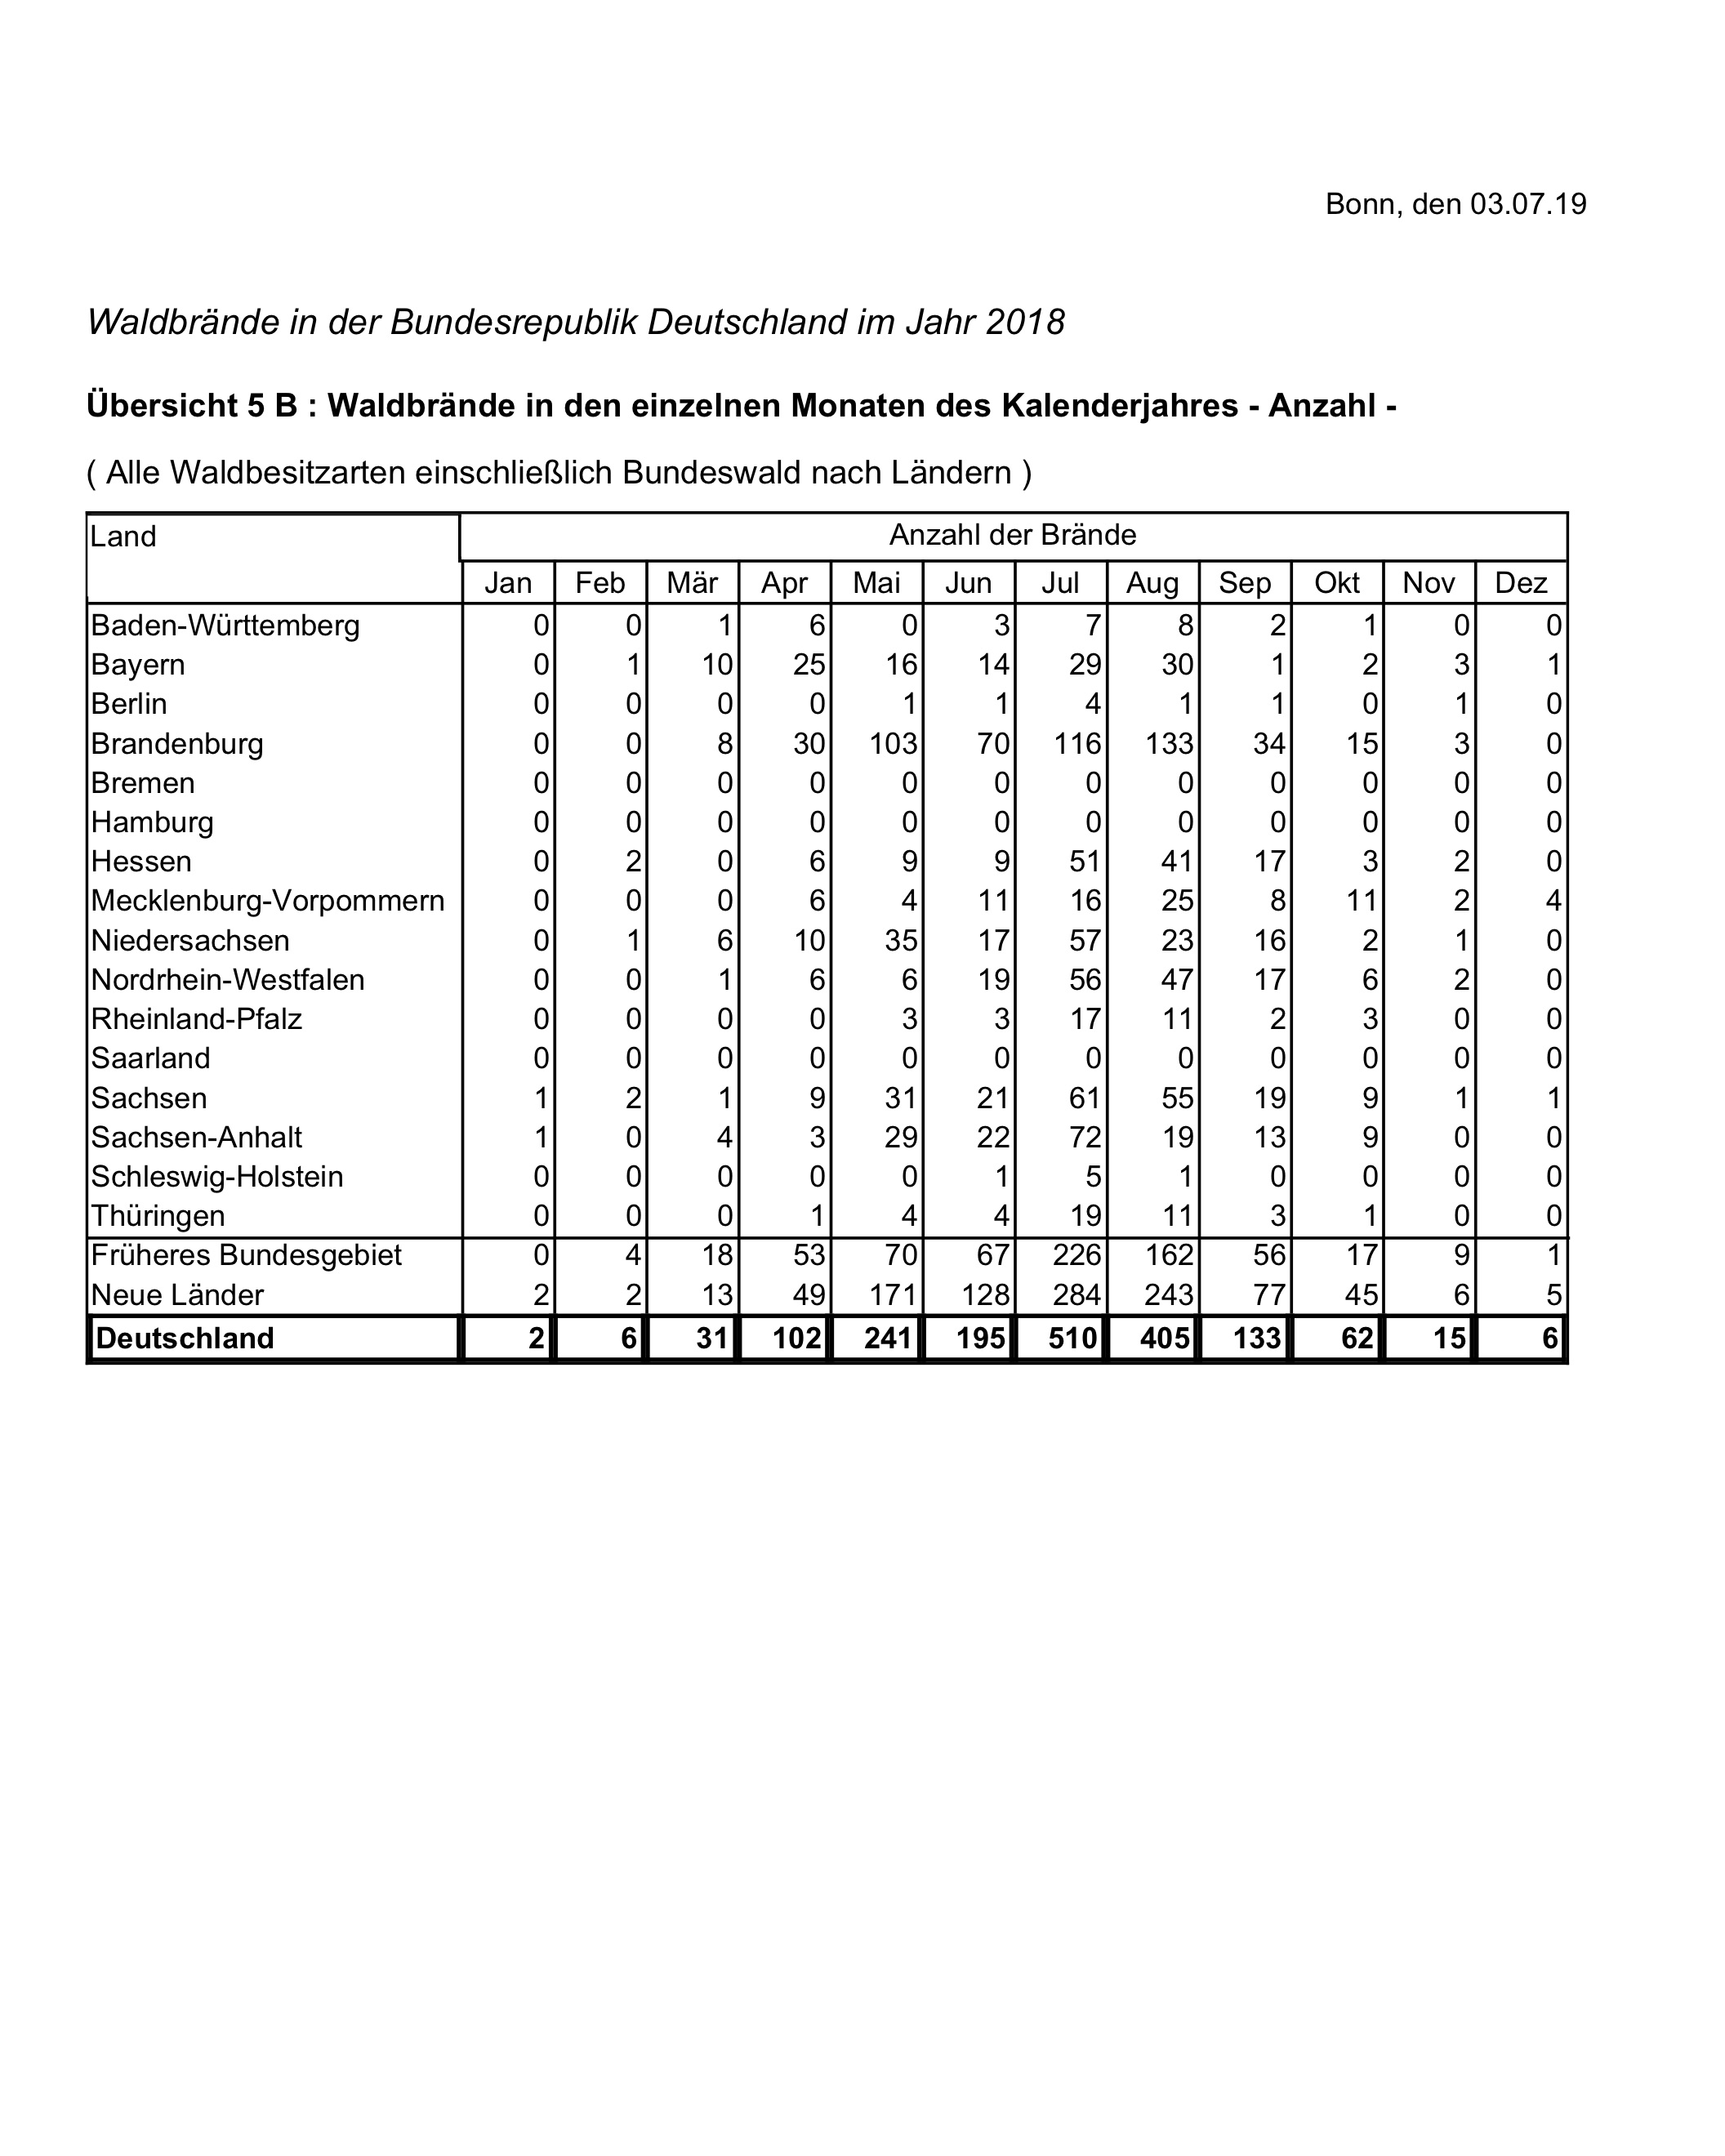 Bonn, den 03.07.19
Waldbrände in der Bundesrepublik Deutschland im Jahr 2018
Übersicht 5 B : Waldbrände in den einzelnen Monaten des Kalenderjahres - Anzahl -
( Alle Waldbesitzarten einschließlich Bundeswald nach Ländern )
Land Anzahl der Brände
Jan Feb Mär Apr Mai Jun Jul Aug Sep Okt Nov Dez
Baden-Württemberg 0 0 1 6 0 3 7 8 2 1 0 0
Bayern 0 1 10 25 16 14 29 30 1 2 3 1
Berlin 0 0 0 0 1 1 4 1 1 0 1 0
Brandenburg 0 0 8 30 103 70 116 133 34 15 3 0
Bremen 0 0 0 0 0 0 0 0 0 0 0 0
Hamburg 0 0 0 0 0 0 0 0 0 0 0 0
Hessen 0 2 0 6 9 9 51 41 17 3 2 0
Mecklenburg-Vorpommern 0 0 0 6 4 11 16 25 8 11 2 4
Niedersachsen 0 1 6 10 35 17 57 23 16 2 1 0
Nordrhein-Westfalen 0 0 1 6 6 19 56 47 17 6 2 0
Rheinland-Pfalz 0 0 0 0 3 3 17 11 2 3 0 0
Saarland 0 0 0 0 0 0 0 0 0 0 0 0
Sachsen 1 2 1 9 31 21 61 55 19 9 1 1
Sachsen-Anhalt 1 0 4 3 29 22 72 19 13 9 0 0
Schleswig-Holstein 0 0 0 0 0 1 5 1 0 0 0 0
Thüringen 0 0 0 1 4 4 19 11 3 1 0 0
Früheres Bundesgebiet 0 4 18 53 70 67 226 162 56 17 9 1
Neue Länder 2 2 13 49 171 128 284 243 77 45 6 5
Deutschland 2 6 31 102 241 195 510 405 133 62 15 6